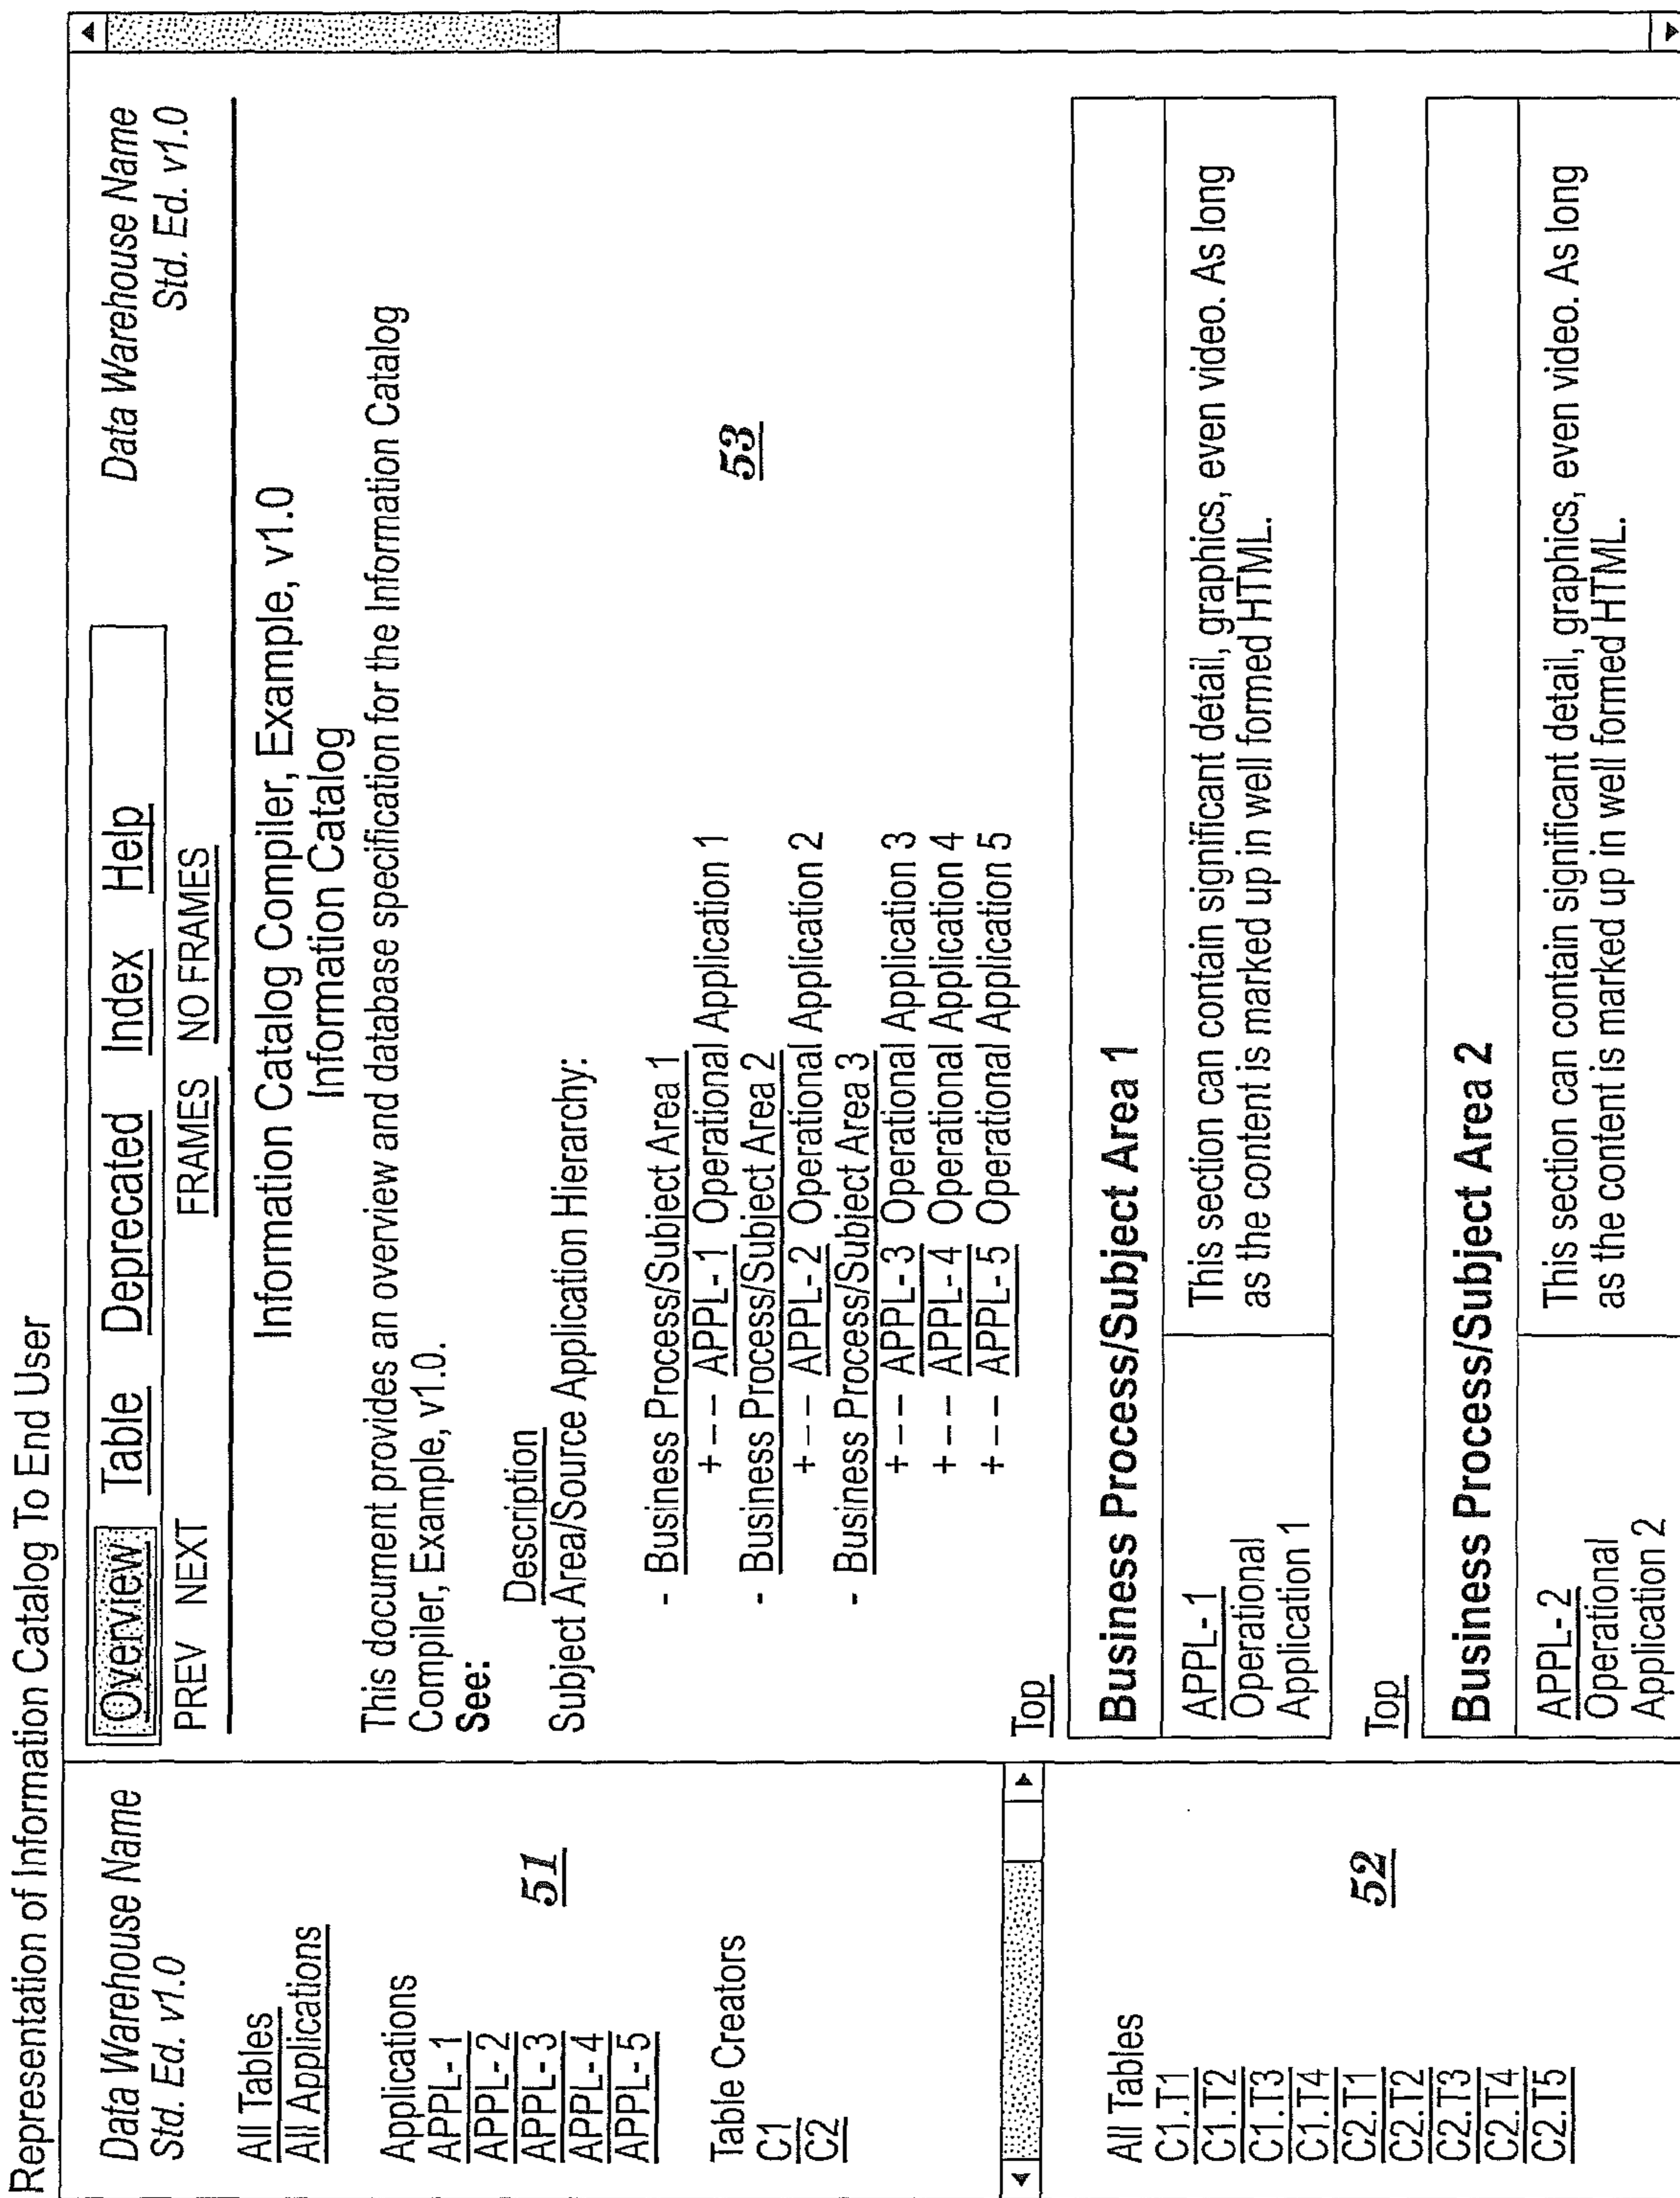 Representation of Information Catalog To End User
Data Warehouse Name
Std. Ed. v1.0
All Tables
All Applications
Applications
APPL-1
APPL-2
APPL-3
APPL-4
APPL-5
Table Creators
C1
C2
51
All Tables
C1.T1
C1.T2
C1.T3
C1.T4
C2.T1
C2.T2
C2.T3
C2.T4
C2.T5
52
Overview Table Deprecated Index Help
PREV NEXT FRAMES NO FRAMES
Data Warehouse Name
Std. Ed. v1.0
Information Catalog Compiler, Example, v1.0
Information Catalog
This document provides an overview and database specification for the Information Catalog
Compiler, Example, v1.0.
See:
Description
Subject Area/Source Application Hierarchy:
- Business Process/Subject Area 1
+-- APPL-1 Operational Application 1
- Business Process/Subject Area 2
+-- APPL-2 Operational Application 2
- Business Process/Subject Area 3
+-- APPL-3 Operational Application 3
+-- APPL-4 Operational Application 4
+-- APPL-5 Operational Application 5
53
Top
Business Process/Subject Area 1
APPL-1
Operational
Application 1
This section can contain significant detail, graphics, even video. As long
as the content is marked up in well formed HTML.
Top
Business Process/Subject Area 2
APPL-2
Operational
Application 2
This section can contain significant detail, graphics, even video. As long
as the content is marked up in well formed HTML.